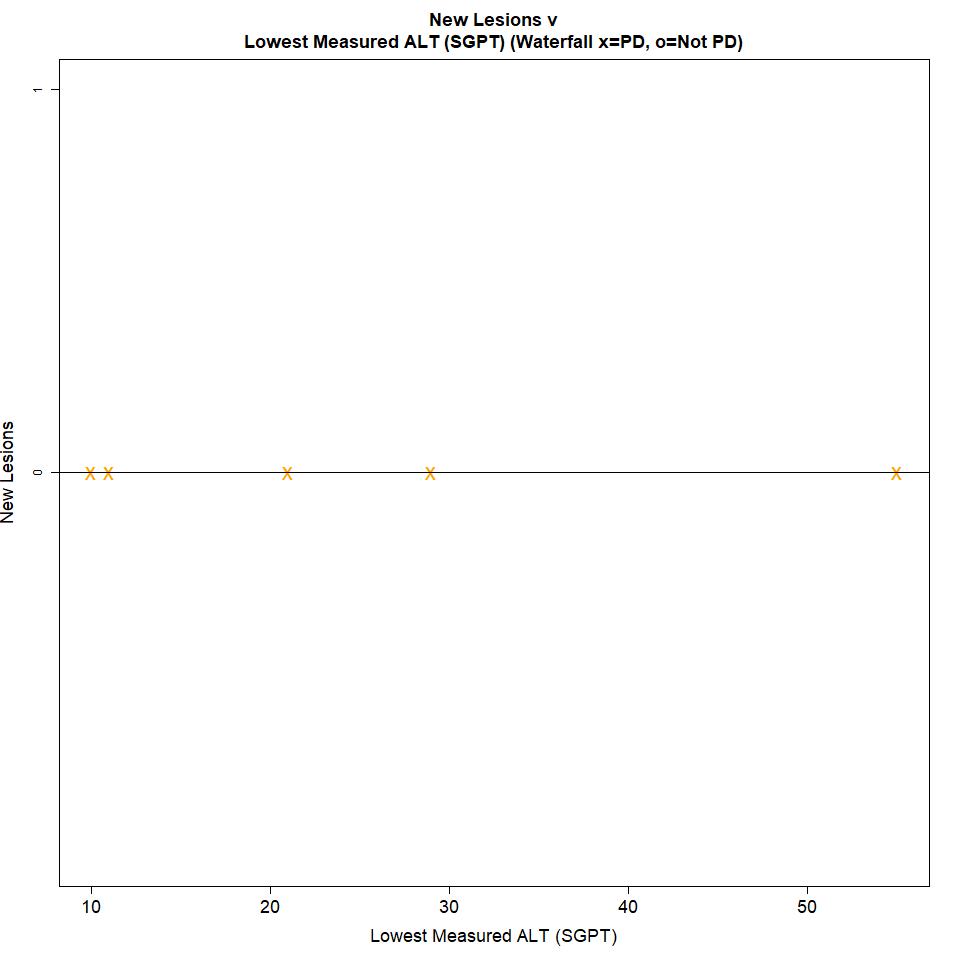 New Lesions v
Lowest Measured ALT (SGPT) (Waterfall x=PD, o=Not PD)
1
0
New Lesions
x x x x x
10 20 30 40 50
Lowest Measured ALT (SGPT)